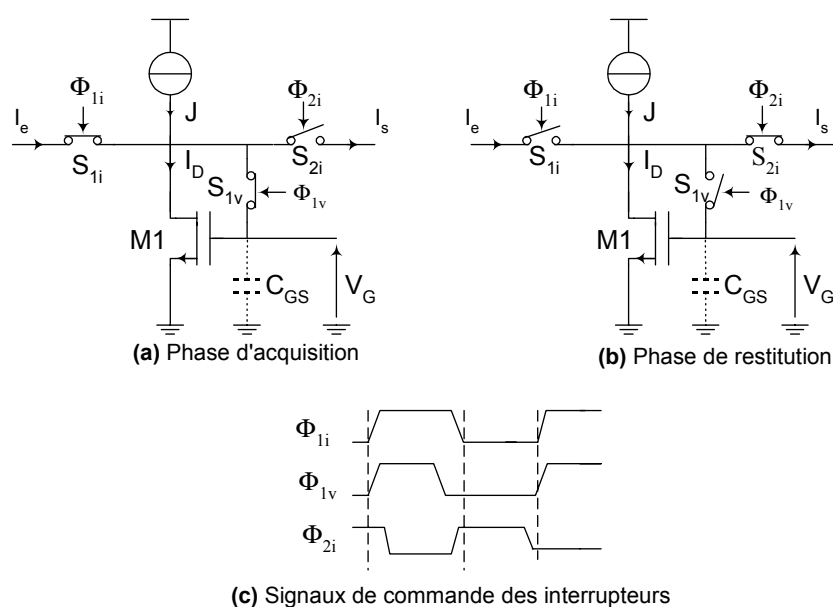 Φ1i
J
Φ2i
Ie
Is
S1i
ID
S2i
S1v
Φ1v
M1
CGS
VG
(a) Phase d'acquisition
Φ1i
J
Φ2i
Ie
Is
S1i
ID
S2i
S1v
Φ1v
M1
CGS
VG
(b) Phase de restitution
Φ1i
Φ1v
Φ2i
(c) Signaux de commande des interrupteurs